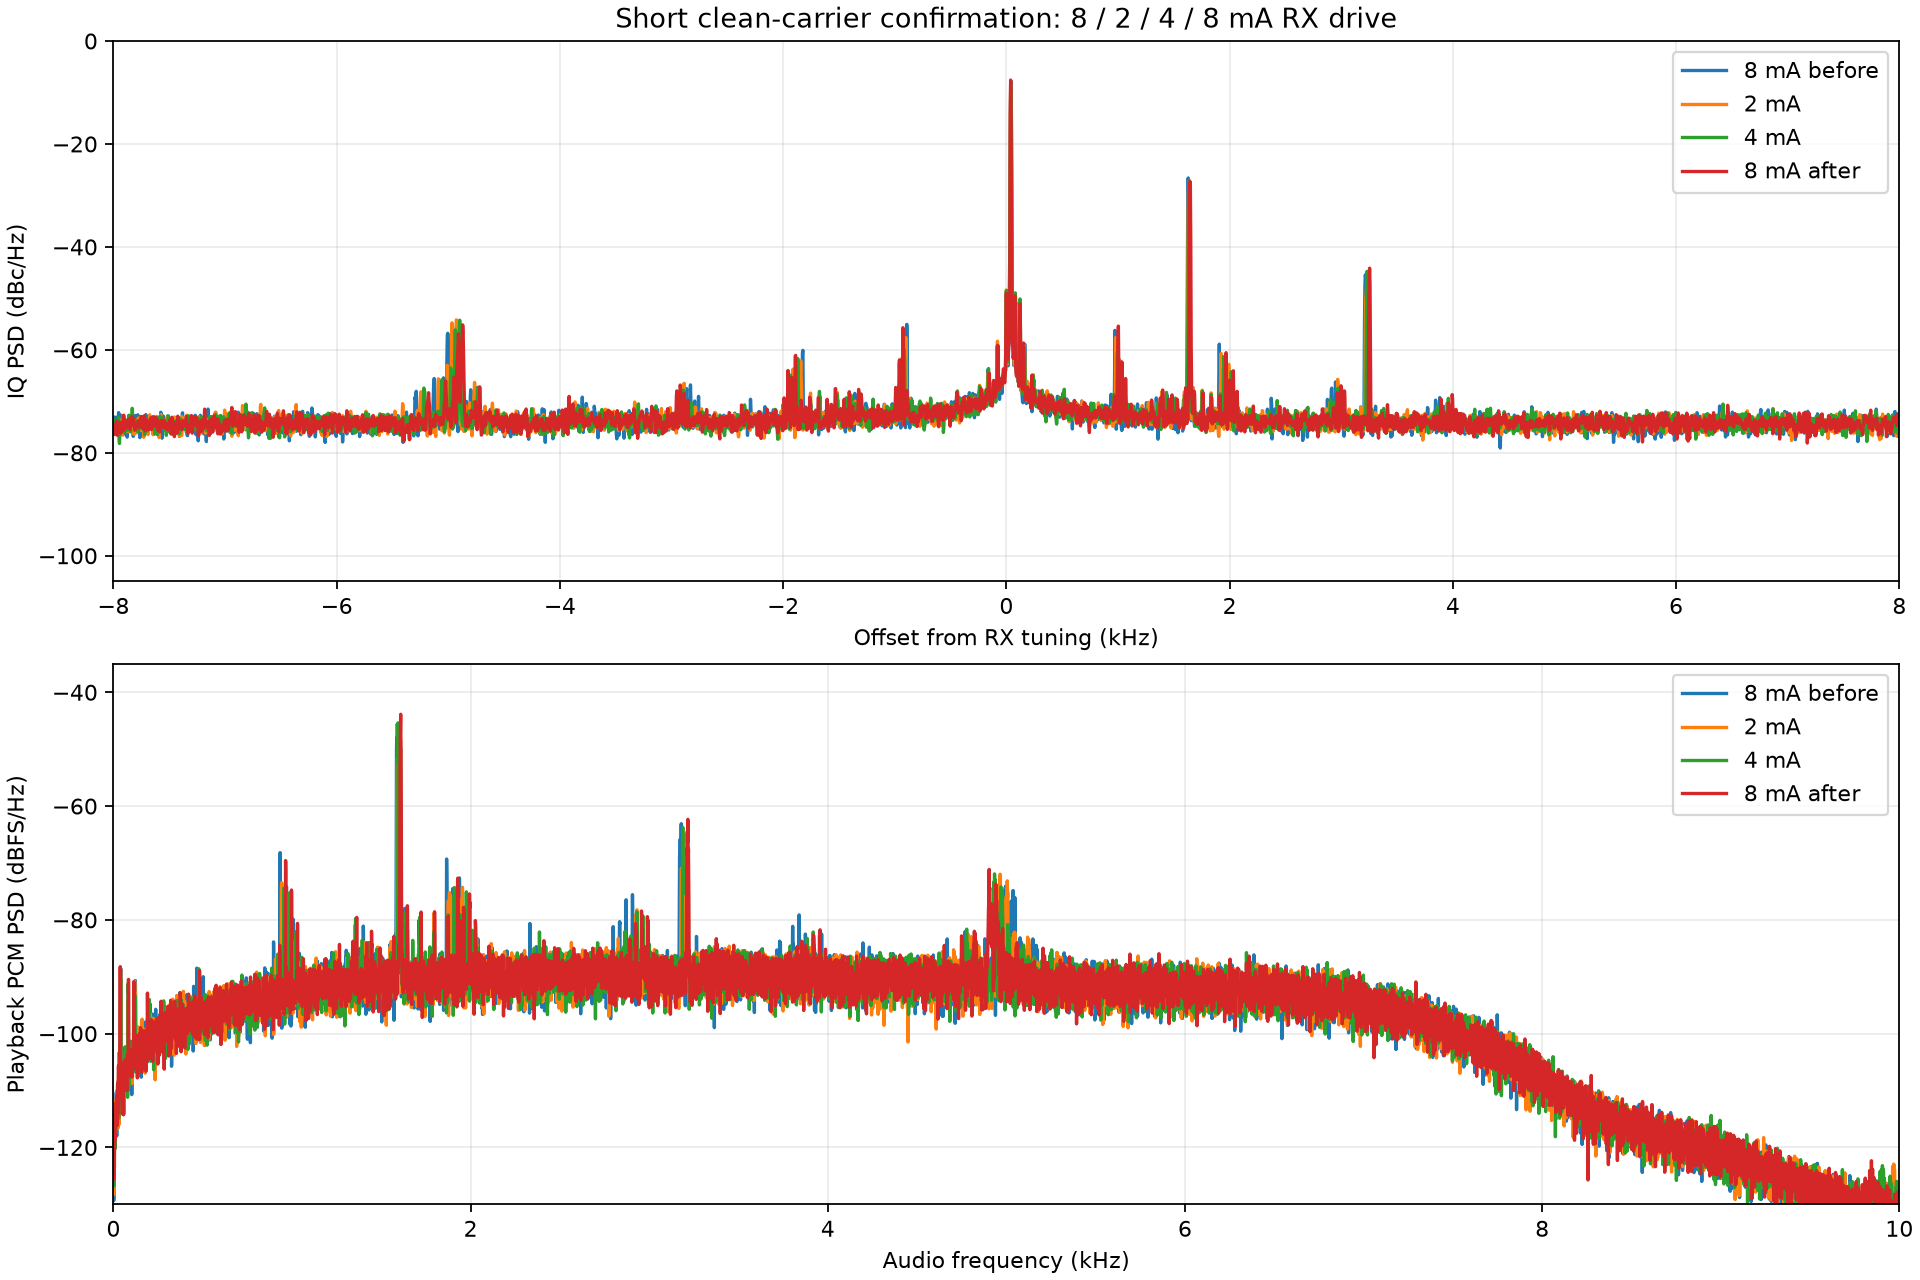 Short clean-carrier confirmation: 8 / 2 / 4 / 8 mA RX drive
IQ PSD (dBc/Hz)
0
−20
−40
−60
−80
−100
8 mA before
2 mA
4 mA
8 mA after
−8 −6 −4 −2 0 2 4 6 8
Offset from RX tuning (kHz)
Playback PCM PSD (dBFS/Hz)
−40
−60
−80
−100
−120
8 mA before
2 mA
4 mA
8 mA after
0 2 4 6 8 10
Audio frequency (kHz)